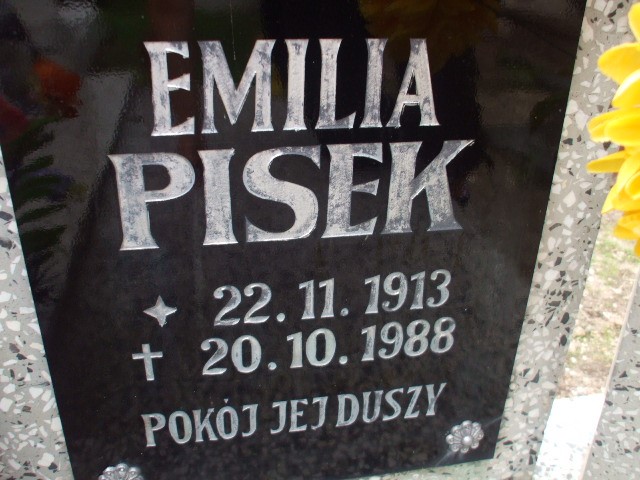 EMILIA
PISEK
22.11.1913
20.10.1988
POKÓJ JEJ DUSZY